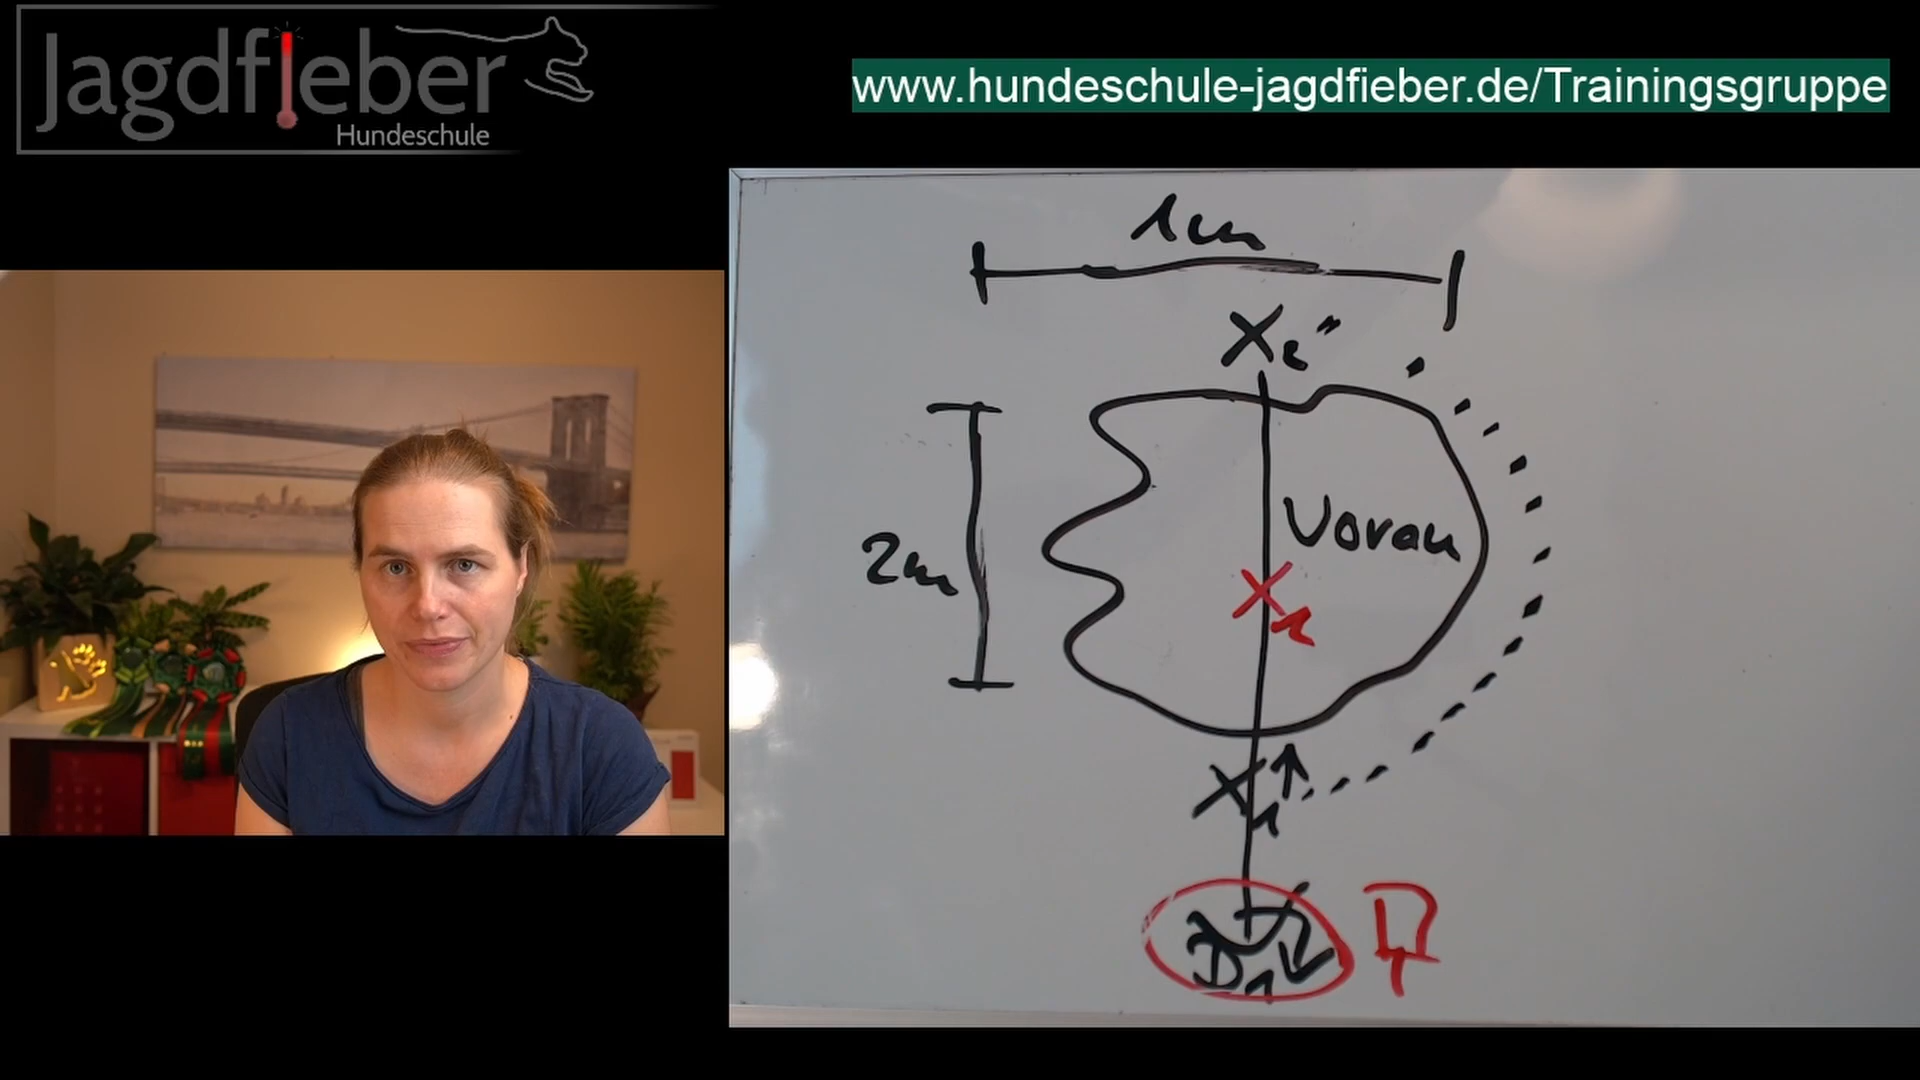 Jagdfieber
Hundeschule
www.hundeschule-jagdfieber.de/Trainingsgruppe
1m
X2"
2m
Voran
X1
X1
D1